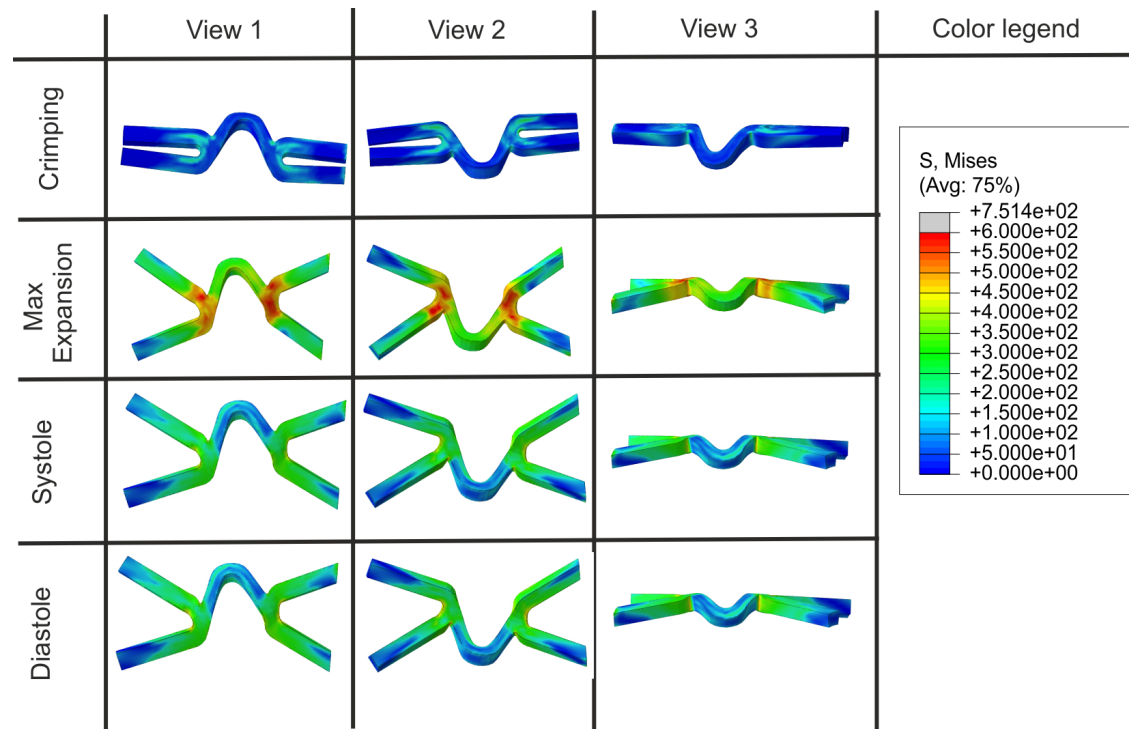 View 1
View 2
View 3
Color legend
Crimping
Max
Expansion
Systole
Diastole
S, Mises
(Avg: 75%)
+7.514e+02
+6.000e+02
+5.500e+02
+5.000e+02
+4.500e+02
+4.000e+02
+3.500e+02
+3.000e+02
+2.500e+02
+2.000e+02
+1.500e+02
+1.000e+02
+5.000e+01
+0.000e+00